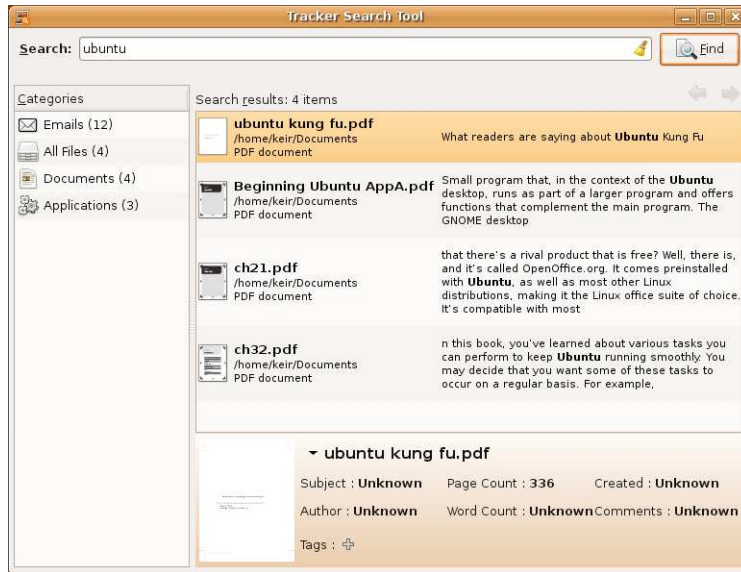 Tracker Search Tool
Search: ubuntu
Find
Categories
Emails (12)
All Files (4)
Documents (4)
Applications (3)
Search results: 4 items
ubuntu kung fu.pdf
/home/keir/Documents
PDF document
What readers are saying about Ubuntu Kung Fu
Beginning Ubuntu AppA.pdf
/home/keir/Documents
PDF document
Small program that, in the context of the Ubuntu
desktop, runs as part of a larger program and offers
functions that complement the main program. The
GNOME desktop
ch21.pdf
/home/keir/Documents
PDF document
that there's a rival product that is free? Well, there is,
and it's called OpenOffice.org. It comes preinstalled
with Ubuntu, as well as most other Linux
distributions, making it the Linux office suite of choice.
It's compatible with most
ch32.pdf
/home/keir/Documents
PDF document
n this book, you've learned about various tasks you
can perform to keep Ubuntu running smoothly. You
may decide that you want some of these tasks to
occur on a regular basis. For example,
ubuntu kung fu.pdf
Subject : Unknown Page Count : 336 Created : Unknown
Author : Unknown Word Count : Unknown Comments : Unknown
Tags :